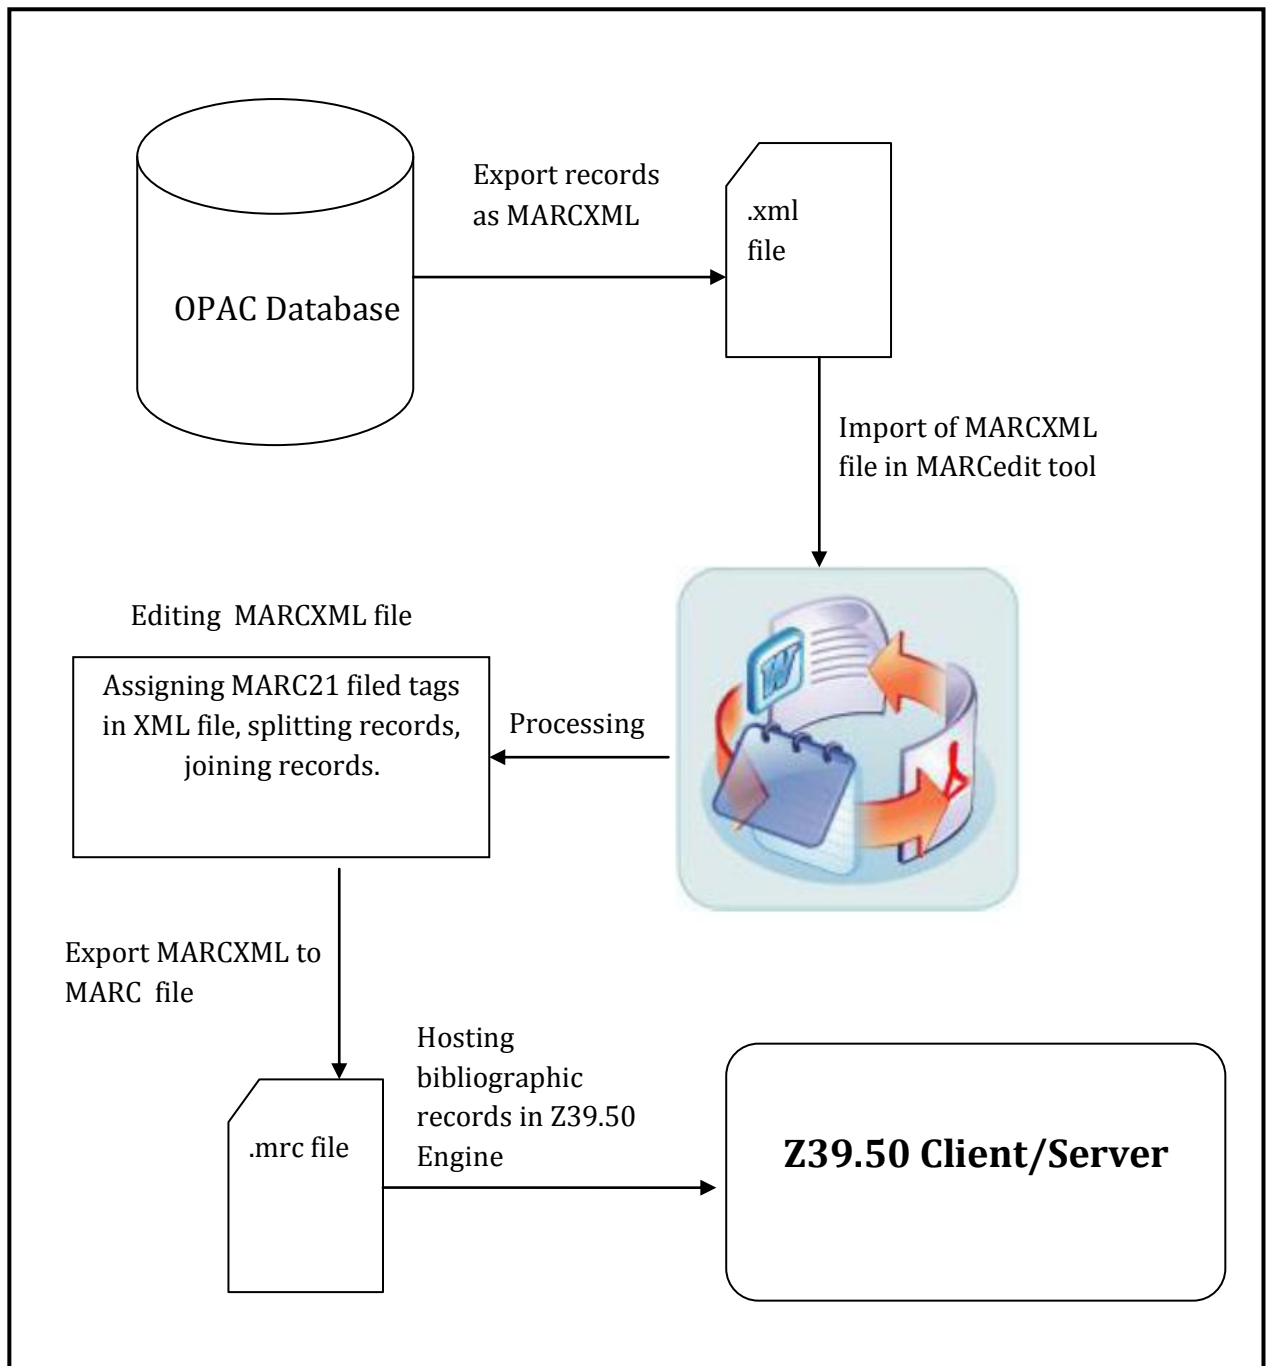 OPAC Database
Export records
as MARCXML
.xml
file
Import of MARCXML
file in MARCedit tool
Editing  MARCXML file
Assigning MARC21 filed tags
in XML file, splitting records,
joining records.
Processing
Export MARCXML to
MARC  file
.mrc file
Hosting
bibliographic
records in Z39.50
Engine
Z39.50 Client/Server